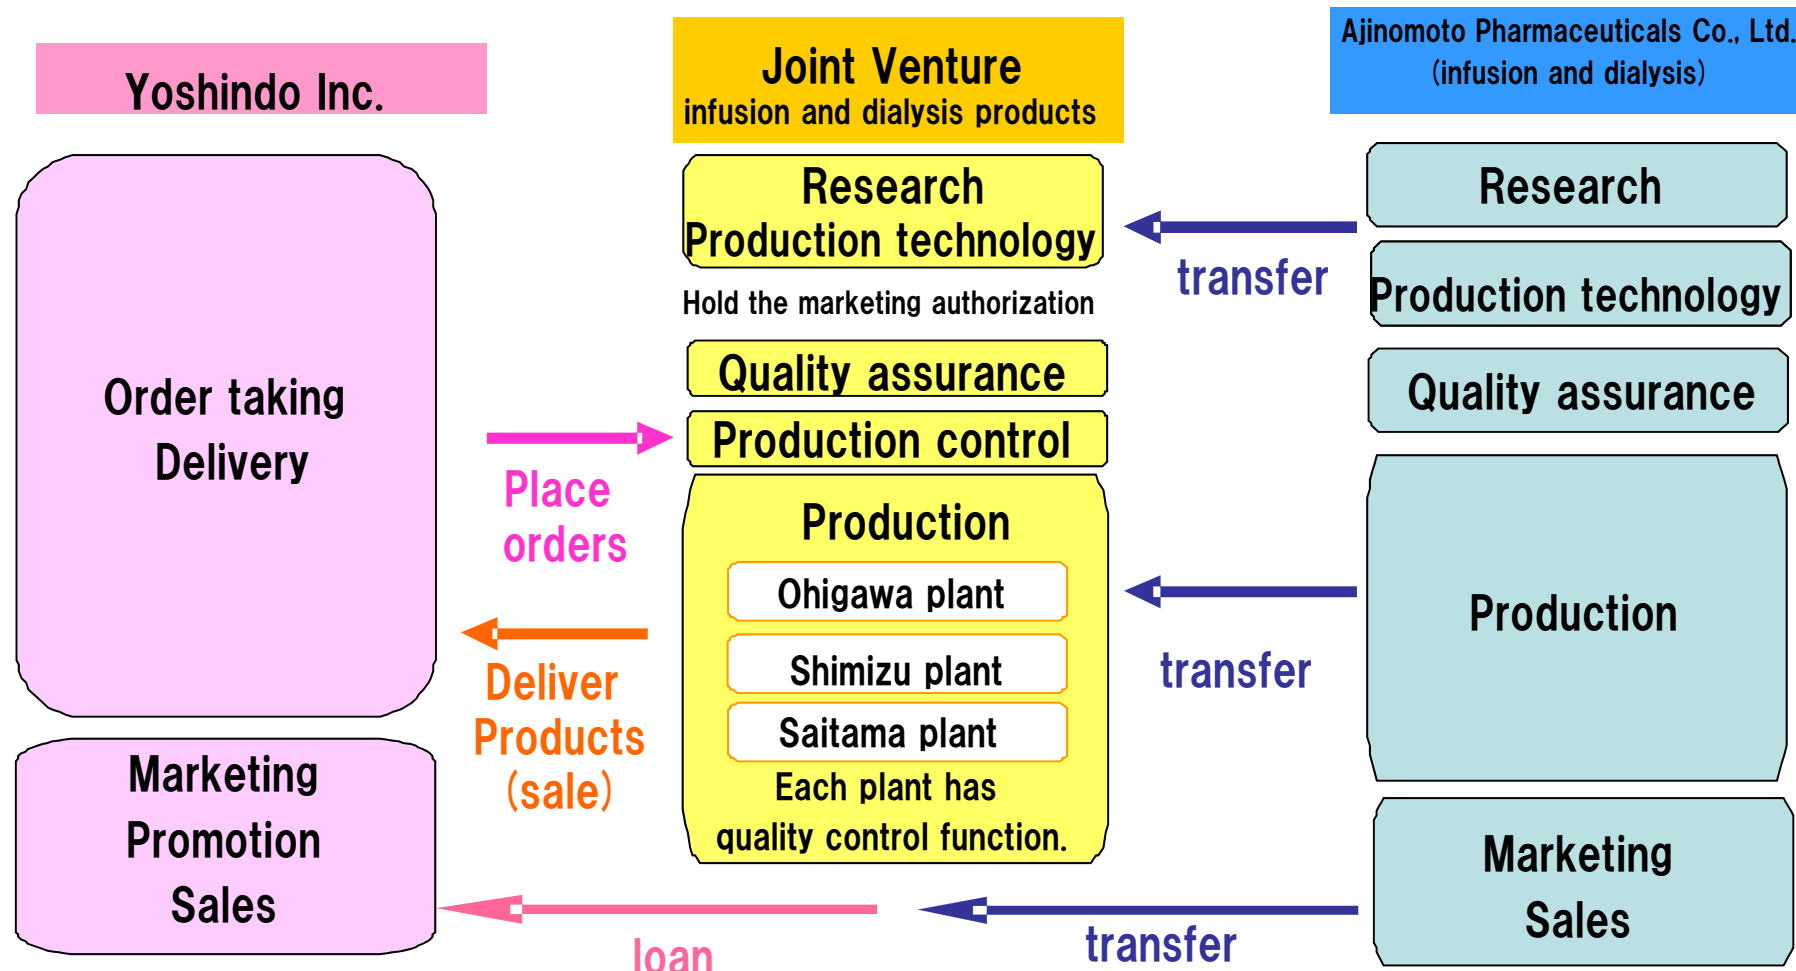 Yoshindo Inc.
Order taking
Delivery
Marketing
Promotion
Sales
Place
orders
Deliver
Products
(sale)
loan
Joint Venture
infusion and dialysis products
Research
Production technology
Hold the marketing authorization
Quality assurance
Production control
Production
Ohigawa plant
Shimizu plant
Saitama plant
Each plant has
quality control function.
transfer
transfer
transfer
Ajinomoto Pharmaceuticals Co., Ltd.
(infusion and dialysis)
Research
Production technology
Quality assurance
Production
Marketing
Sales